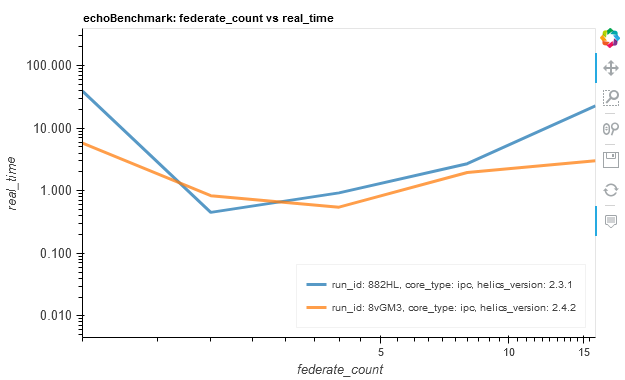 echoBenchmark: federate_count vs real_time
100.000
10.000
1.000
0.100
0.010
real_time
run_id: 882HL, core_type: ipc, helics_version: 2.3.1
run_id: 8vGM3, core_type: ipc, helics_version: 2.4.2
5 10 15
federate_count